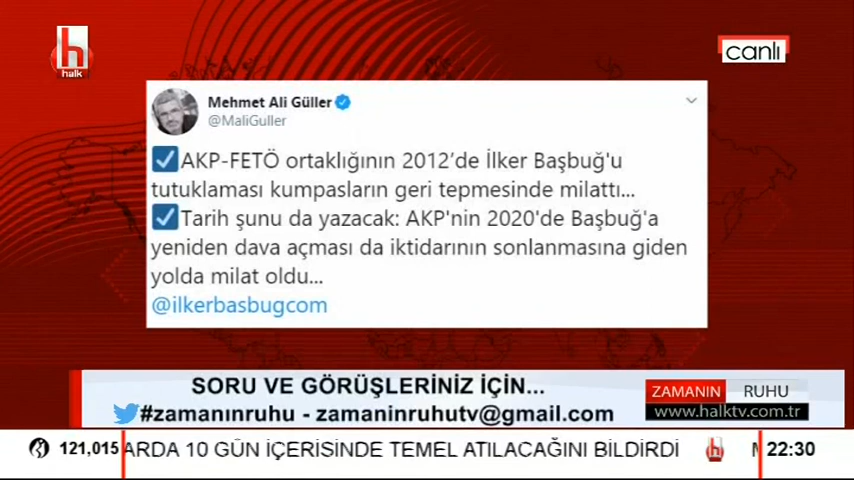 h
halk
canlı
Mehmet Ali Güller
@MaliGuller
AKP-FETÖ ortaklığının 2012'de İlker Başbuğ'u
tutuklaması kumpasların geri tepmesinde milattı...
Tarih şunu da yazacak: AKP'nin 2020'de Başbuğ'a
yeniden dava açması da iktidarının sonlanmasına giden
yolda milat oldu...
@ilkerbasbugcom
SORU VE GÖRÜŞLERİNİZ İÇİN...
#zamanınruhu - zamaninruhutv@gmail.com
ZAMANIN RUHU
www.halktv.com.tr
121,015 ARDA 10 GÜN İÇERİSİNDE TEMEL ATILACAĞINI BİLDİRDİ h 22:30